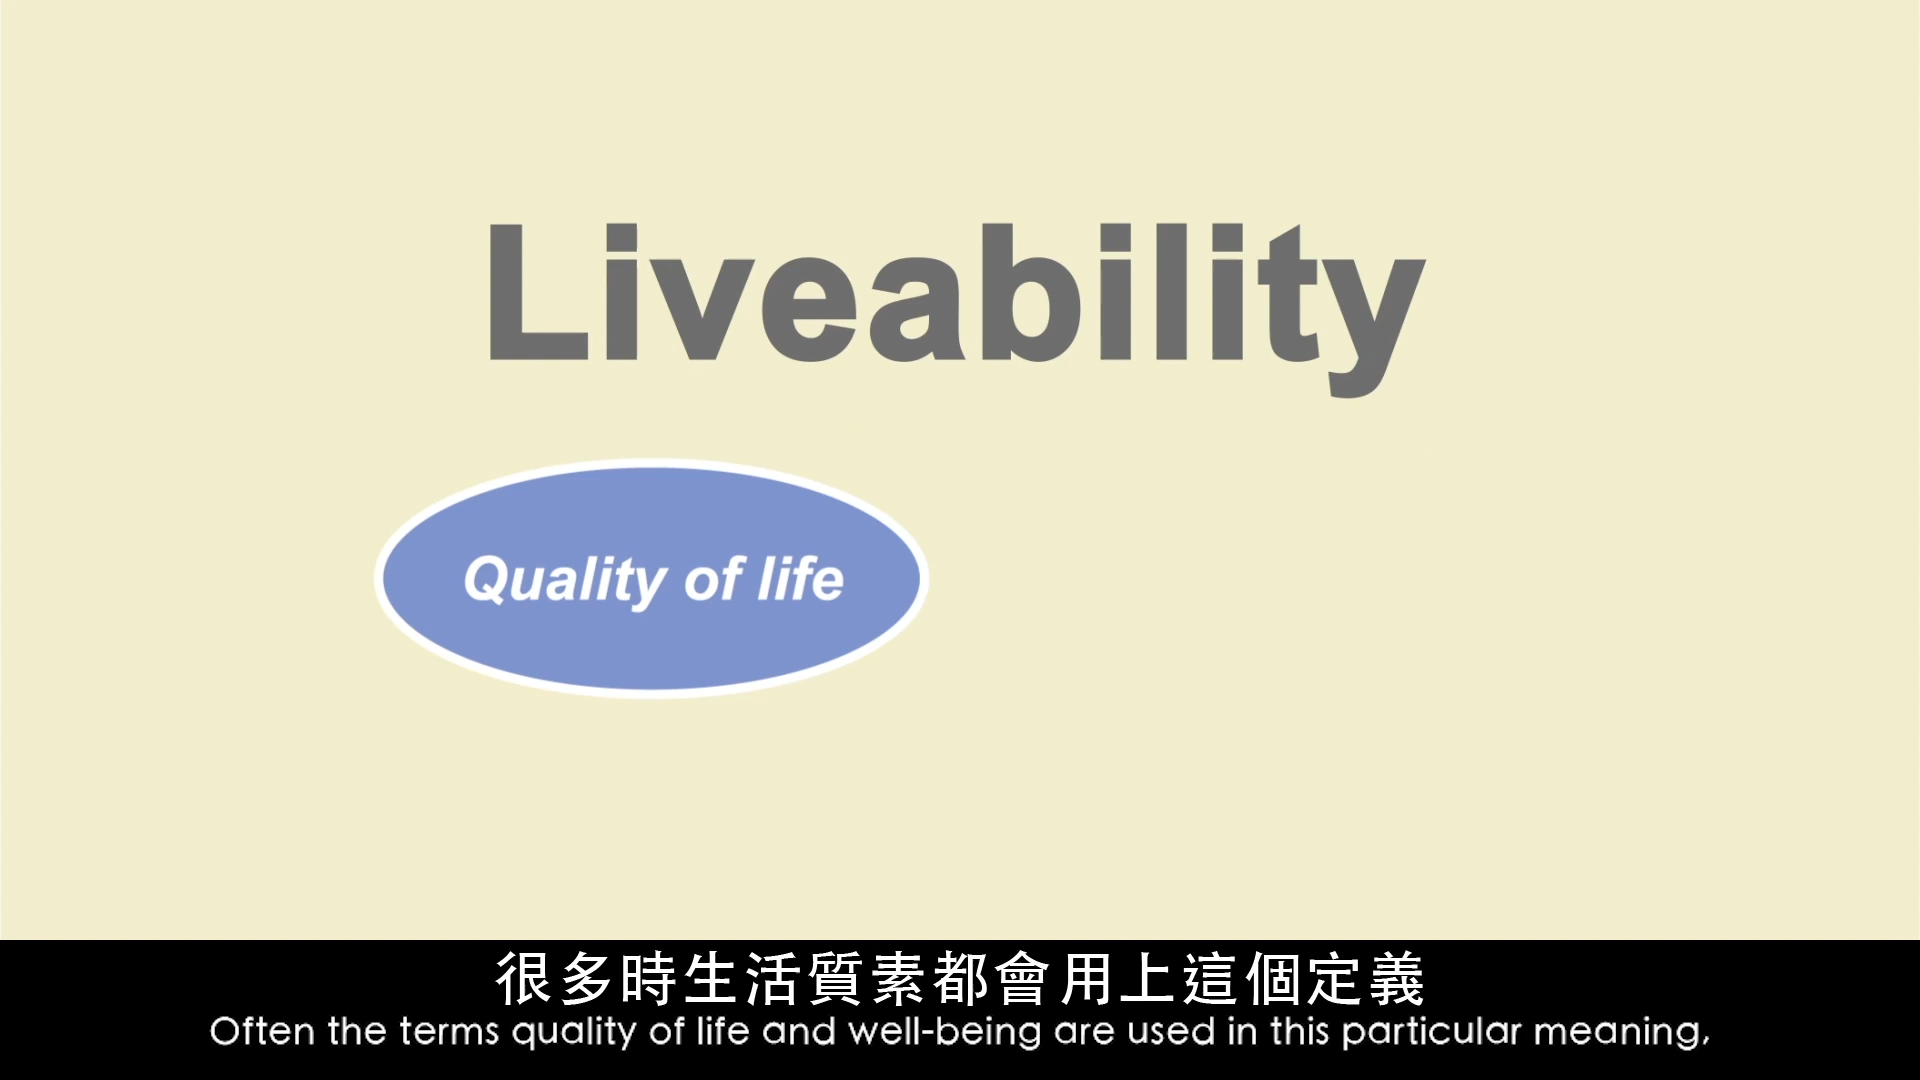 Liveability
Quality of life
很多時生活質素都會用上這個定義
Often the terms quality of life and well-being are used in this particular meaning,